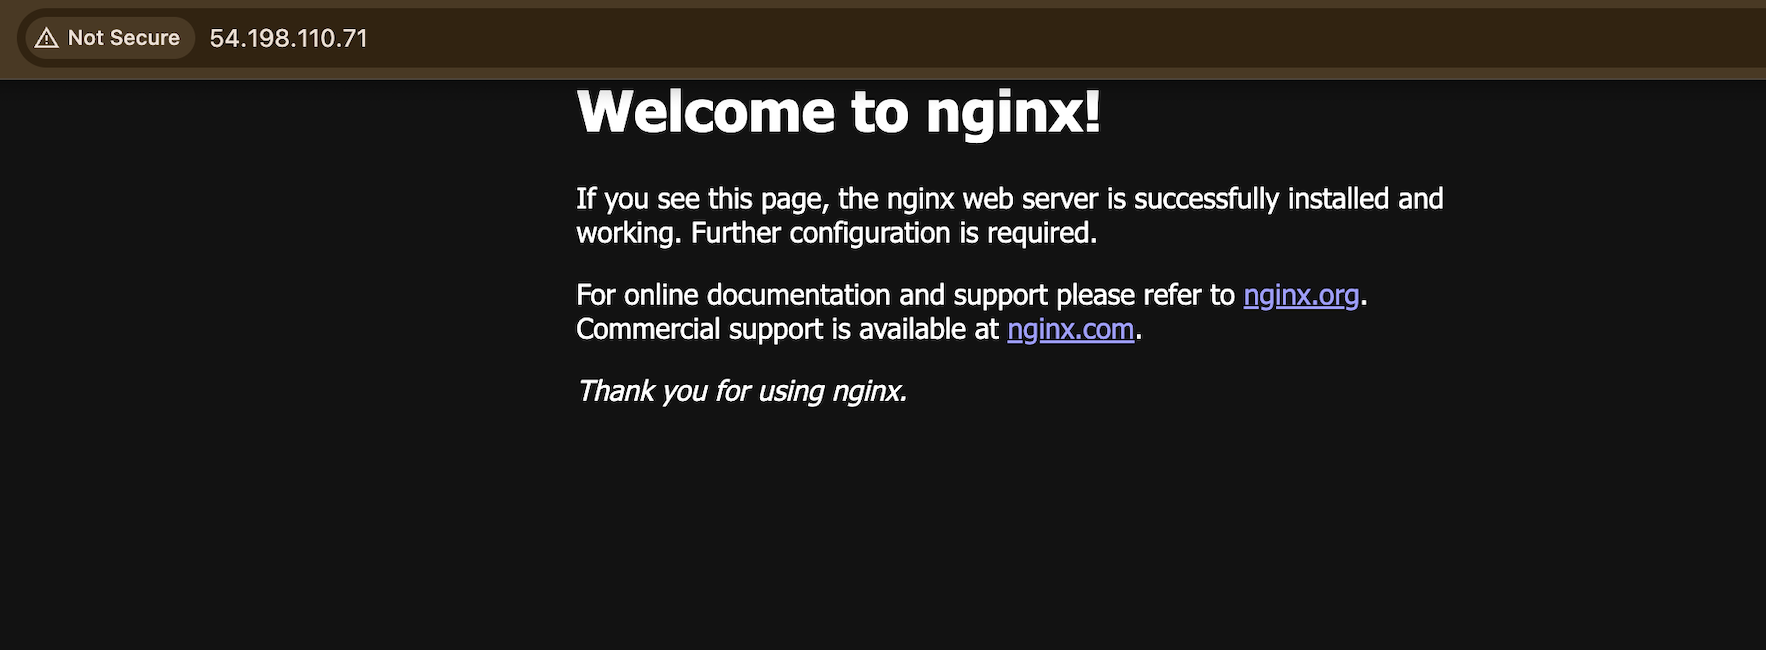 Not Secure 54.198.110.71
Welcome to nginx!
If you see this page, the nginx web server is successfully installed and
working. Further configuration is required.
For online documentation and support please refer to nginx.org.
Commercial support is available at nginx.com.
Thank you for using nginx.